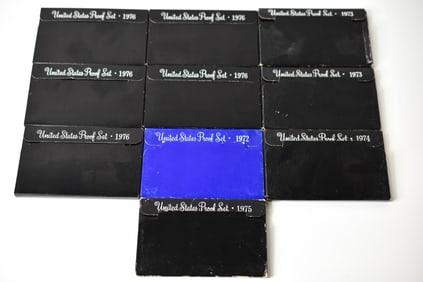 United States Proof Set • 1976
United States Proof Set • 1976
United States Proof Set • 1973
United States Proof Set • 1976
United States Proof Set • 1976
United States Proof Set • 1973
United States Proof Set • 1976
United States Proof Set • 1972
United States Proof Set • 1974
United States Proof Set • 1975